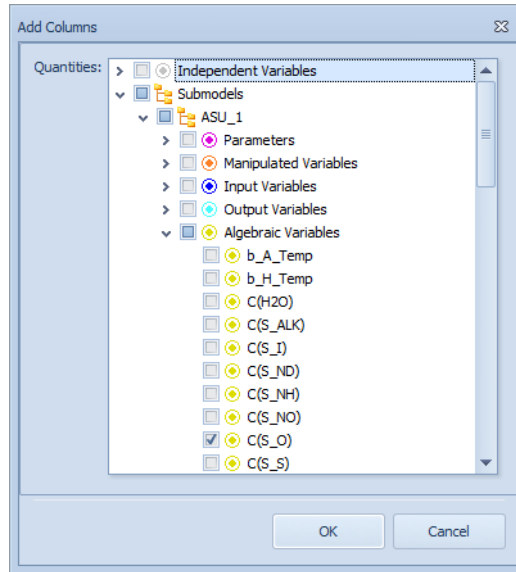 Add Columns
Quantities:
Independent Variables
Submodels
ASU_1
Parameters
Manipulated Variables
Input Variables
Output Variables
Algebraic Variables
b_A_Temp
b_H_Temp
C(H2O)
C(S_ALK)
C(S_I)
C(S_ND)
C(S_NH)
C(S_NO)
C(S_O)
C(S_S)
OK Cancel